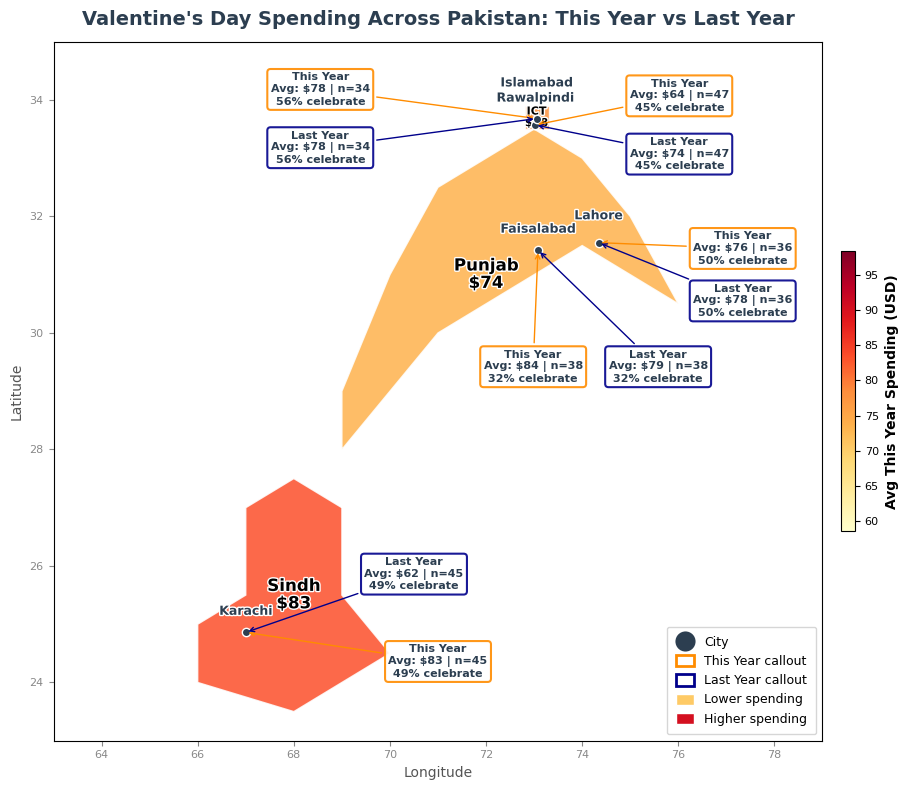 Valentine's Day Spending Across Pakistan: This Year vs Last Year
This Year
Avg: $78 | n=34
56% celebrate
Last Year
Avg: $78 | n=34
56% celebrate
Islamabad
Rawalpindi
ICT
This Year
Avg: $64 | n=47
45% celebrate
Last Year
Avg: $74 | n=47
45% celebrate
Lahore
Faisalabad
Punjab
$74
This Year
Avg: $76 | n=36
50% celebrate
Last Year
Avg: $78 | n=36
50% celebrate
This Year
Avg: $84 | n=38
32% celebrate
Last Year
Avg: $79 | n=38
32% celebrate
Last Year
Avg: $62 | n=45
49% celebrate
Sindh
$83
Karachi
This Year
Avg: $83 | n=45
49% celebrate
City
This Year callout
Last Year callout
Lower spending
Higher spending
34
32
30
28
26
24
Latitude
64
66
68
70
72
74
76
78
Longitude
95
90
85
80
75
70
65
60
Avg This Year Spending (USD)